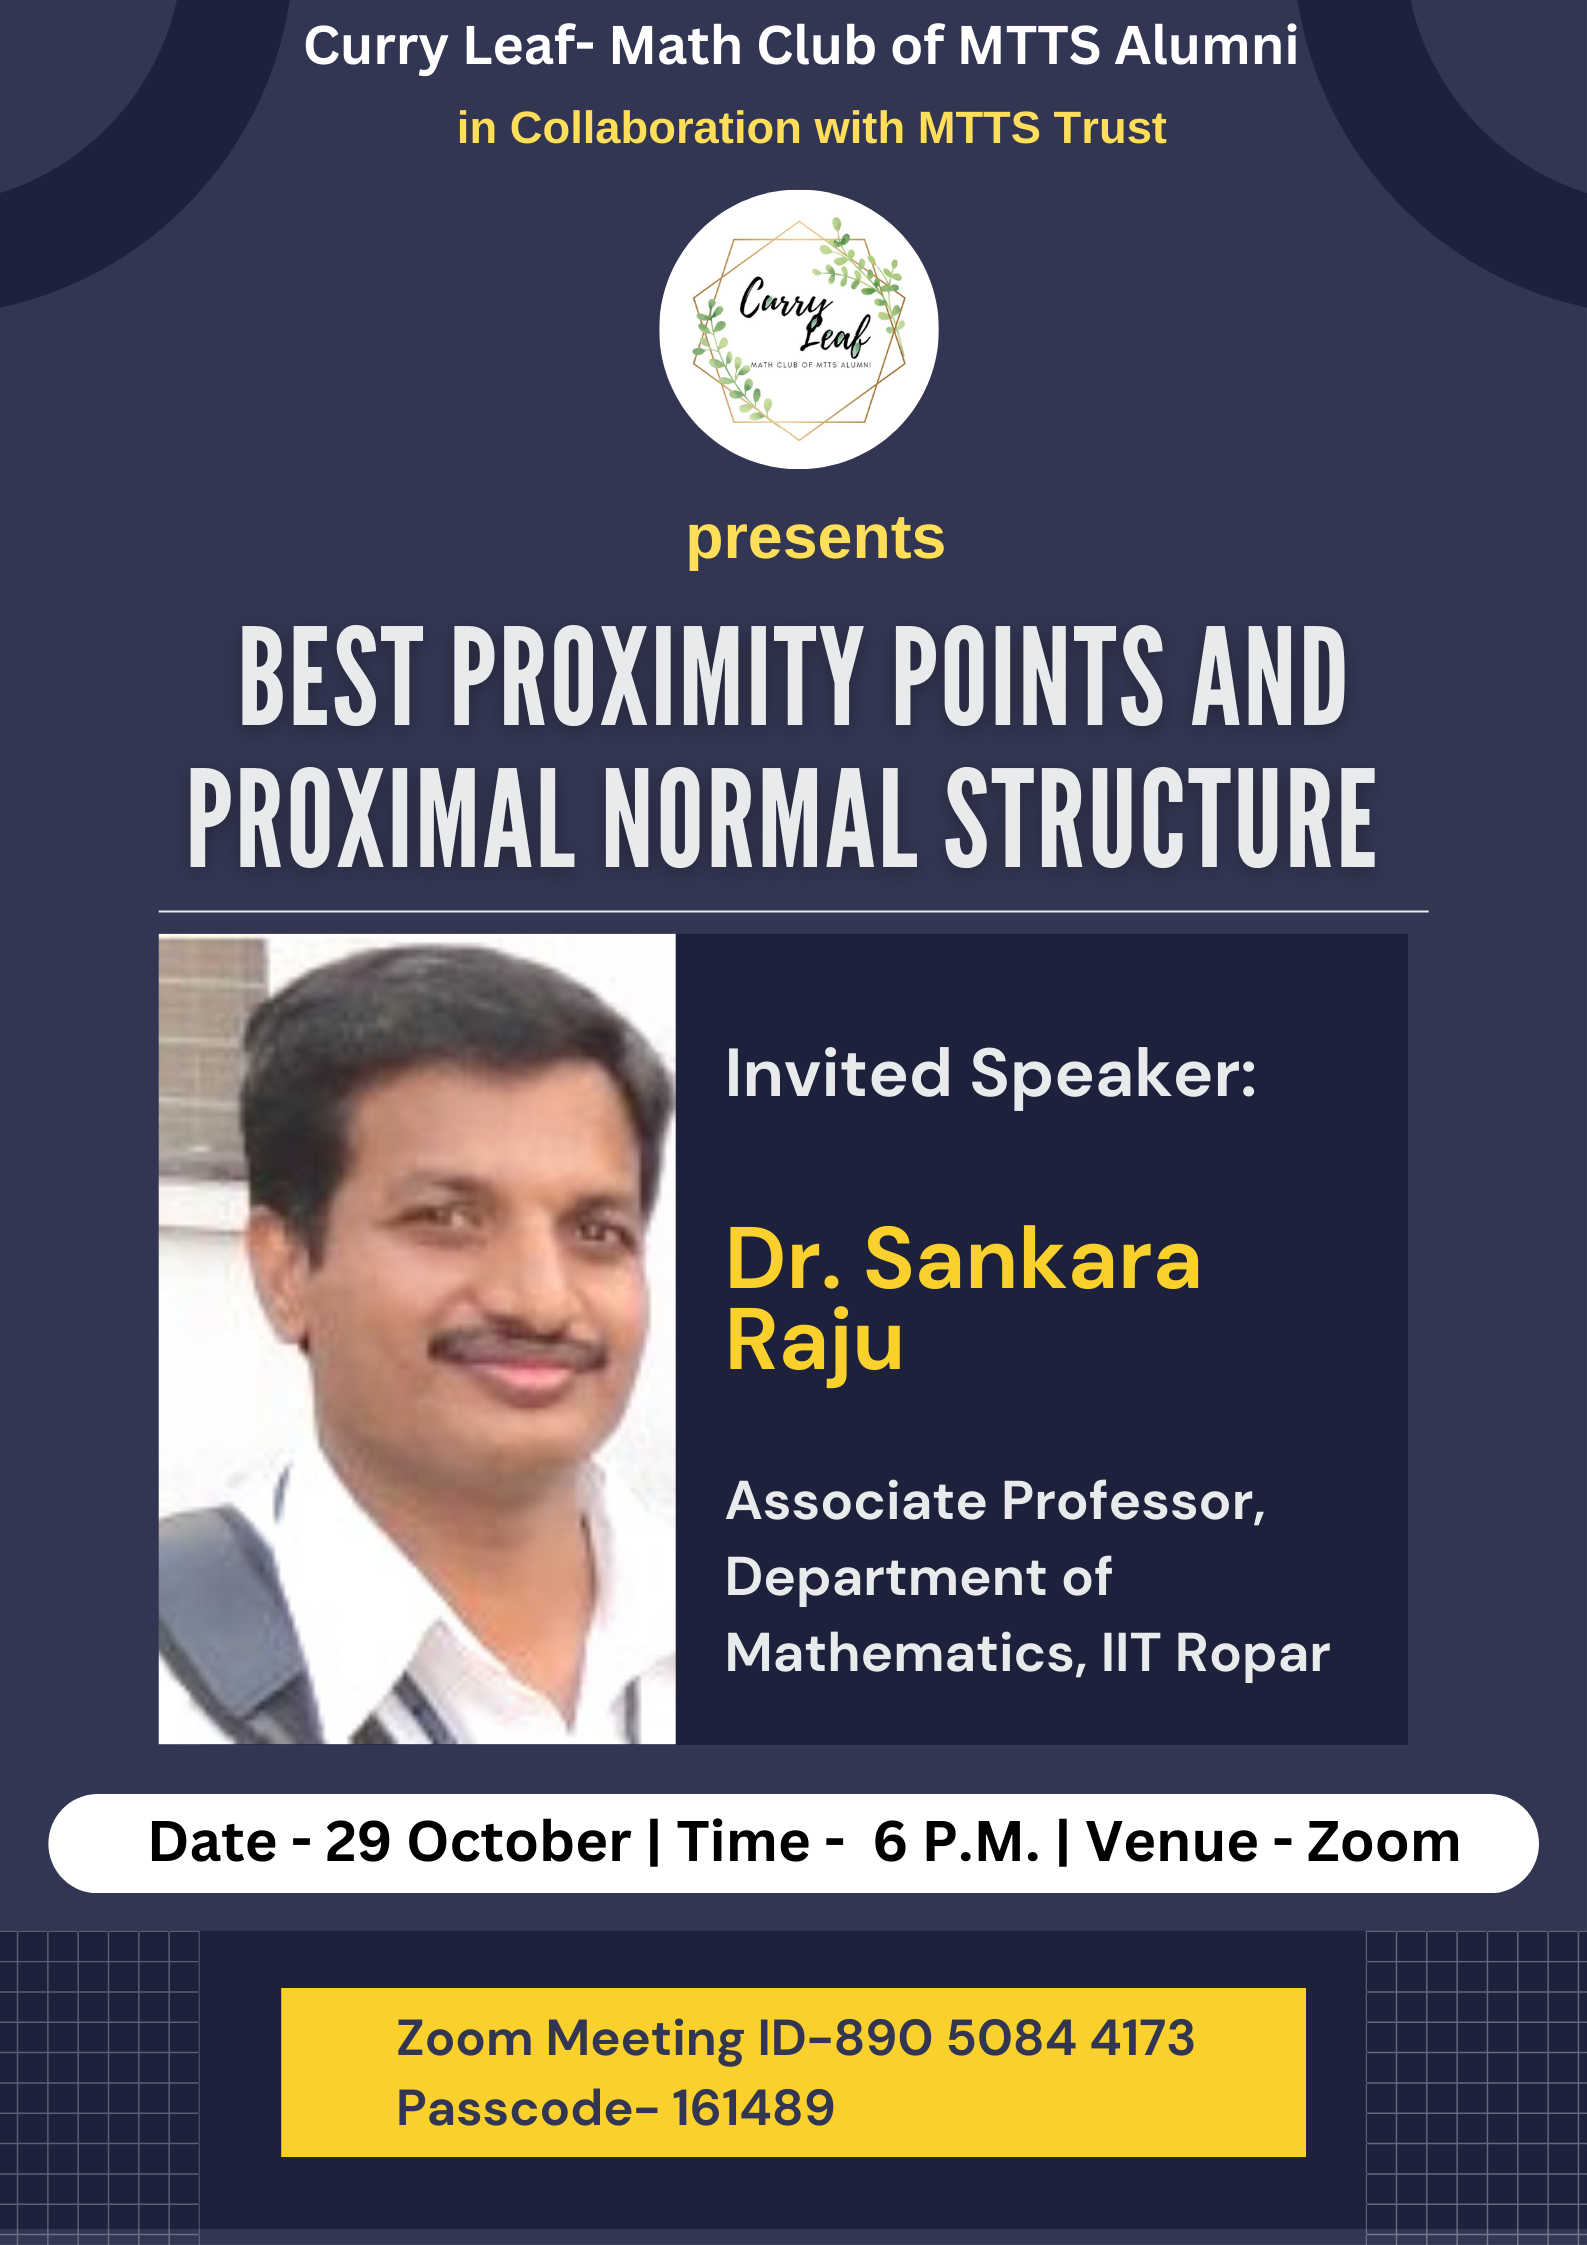 Curry Leaf- Math Club of MTTS Alumni
in Collaboration with MTTS Trust
Curry
Leaf
MATH CLUB OF MTTS ALUMNI
presents
BEST PROXIMITY POINTS AND
PROXIMAL NORMAL STRUCTURE
Invited Speaker:
Dr. Sankara
Raju
Associate Professor,
Department of
Mathematics, IIT Ropar
Date - 29 October | Time - 6 P.M. | Venue - Zoom
Zoom Meeting ID-890 5084 4173
Passcode- 161489